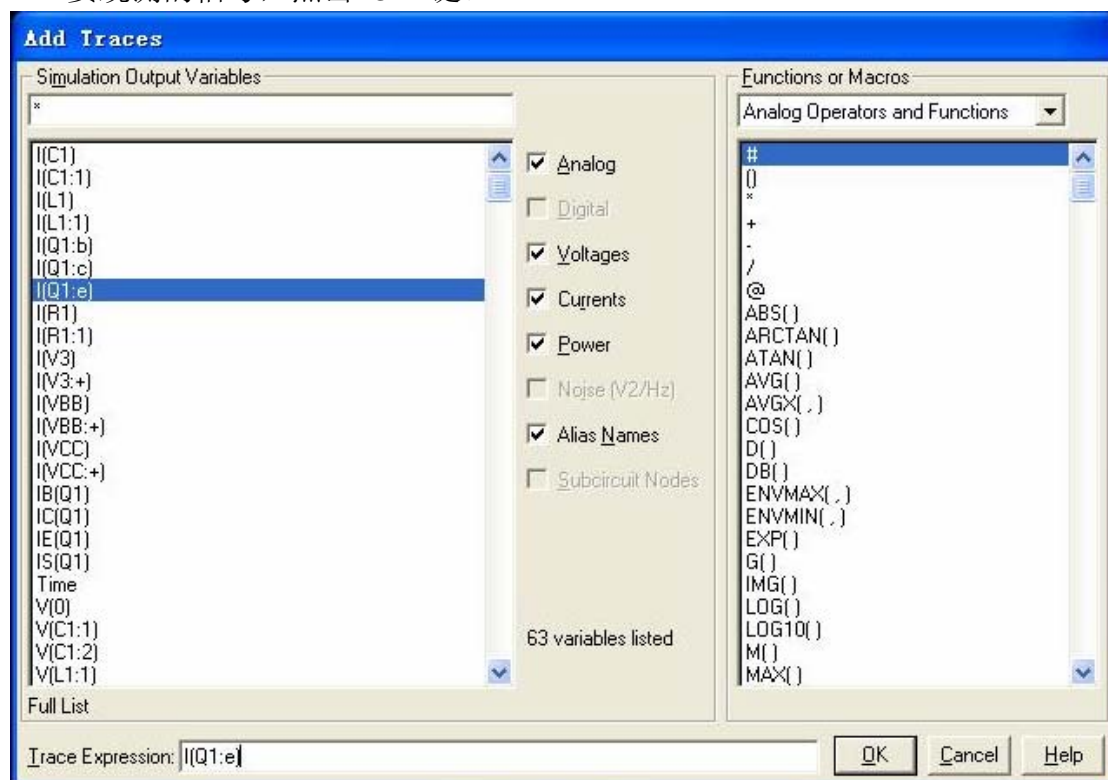 Add Traces
Simulation Output Variables
*
I(C1)
I(C1:1)
I(L1)
I(L1:1)
I(Q1:b)
I(Q1:c)
I(Q1:e)
I(R1)
I(R1:1)
I(V3)
I(V3:+)
I(VBB)
I(VBB:+)
I(VCC)
I(VCC:+)
IB(Q1)
IC(Q1)
IE(Q1)
IS(Q1)
Time
V(0)
V(C1:1)
V(C1:2)
V(L1:1)
Full List
Analog
Digital
Voltages
Currents
Power
Noise (V2/Hz)
Alias Names
Subcircuit Nodes
63 variables listed
Functions or Macros
Analog Operators and Functions
#
()
*
+
-
/
@
ABS()
ARCTAN()
ATAN()
AVG()
AVGX(,)
COS()
D()
DB()
ENVMAX(,)
ENVMIN(,)
EXP()
G()
IMG()
LOG()
LOG10()
M()
MAX()
Trace Expression: I(Q1:e)
OK
Cancel
Help